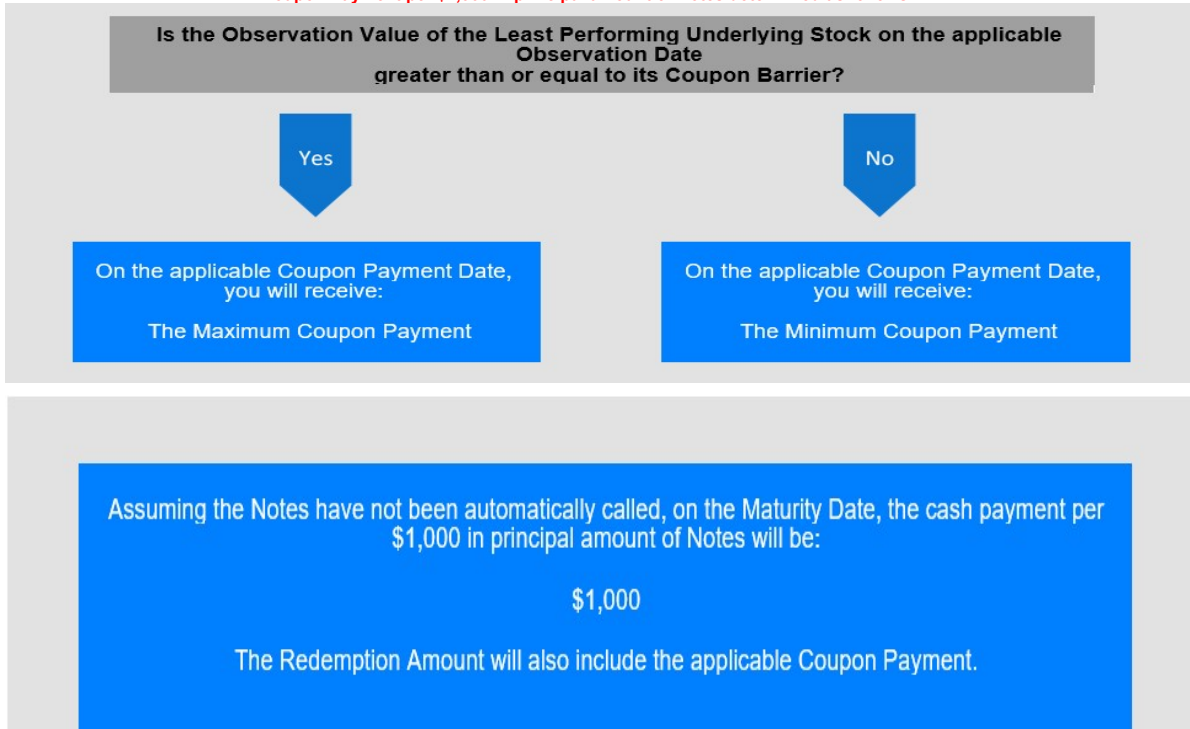 Is the Observation Value of the Least Performing Underlying Stock on the applicable
Observation Date
greater than or equal to its Coupon Barrier?
Yes
No
On the applicable Coupon Payment Date,
you will receive:
The Maximum Coupon Payment
On the applicable Coupon Payment Date,
you will receive:
The Minimum Coupon Payment
Assuming the Notes have not been automatically called, on the Maturity Date, the cash payment per
$1,000 in principal amount of Notes will be:
$1,000
The Redemption Amount will also include the applicable Coupon Payment.